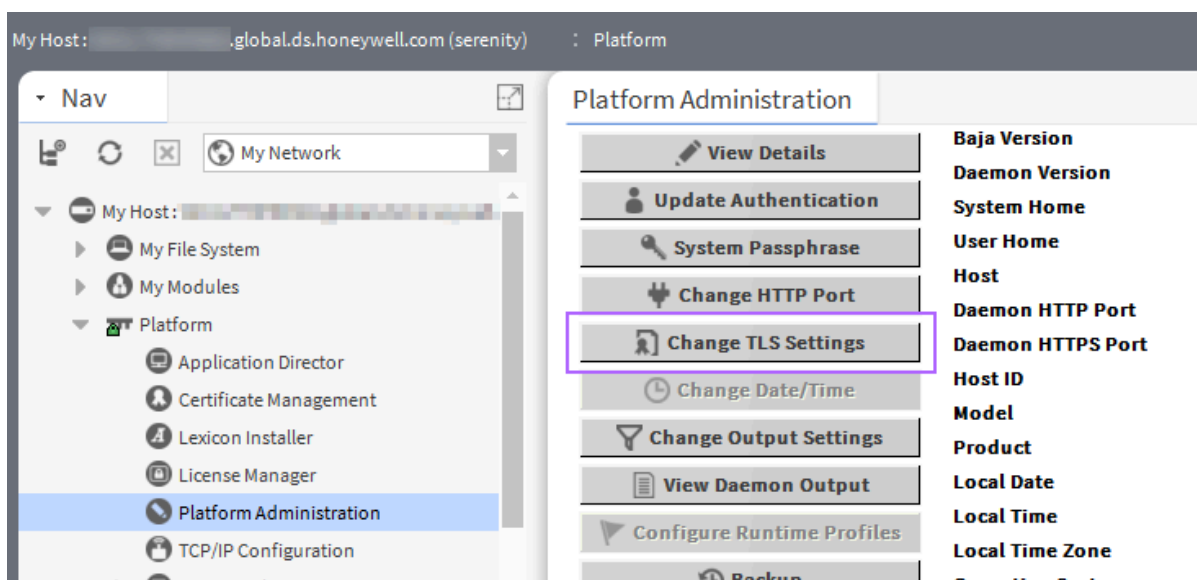 My Host: .global.ds.honeywell.com (serenity) : Platform
Nav
My Network
My Host:
My File System
My Modules
Platform
Application Director
Certificate Management
Lexicon Installer
License Manager
Platform Administration
TCP/IP Configuration
Platform Administration
View Details
Update Authentication
System Passphrase
Change HTTP Port
Change TLS Settings
Change Date/Time
Change Output Settings
View Daemon Output
Configure Runtime Profiles
Backup
Baja Version
Daemon Version
System Home
User Home
Host
Daemon HTTP Port
Daemon HTTPS Port
Host ID
Model
Product
Local Date
Local Time
Local Time Zone